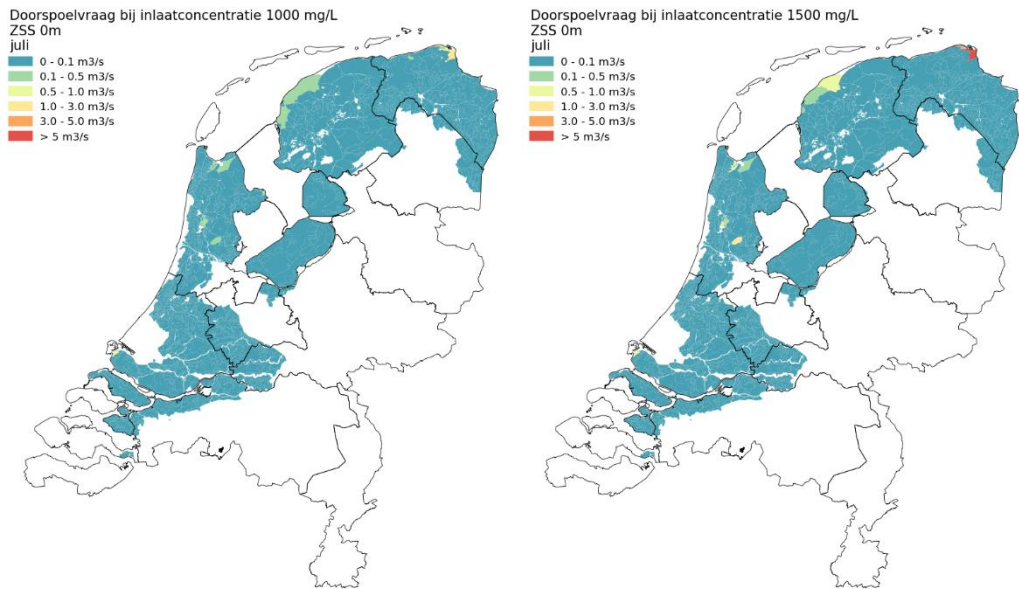 Doorspoelvraag bij inlaatconcentratie 1000 mg/L
ZSS 0m
juli
0 - 0.1 m3/s
0.1 - 0.5 m3/s
0.5 - 1.0 m3/s
1.0 - 3.0 m3/s
3.0 - 5.0 m3/s
> 5 m3/s
Doorspoelvraag bij inlaatconcentratie 1500 mg/L
ZSS 0m
juli
0 - 0.1 m3/s
0.1 - 0.5 m3/s
0.5 - 1.0 m3/s
1.0 - 3.0 m3/s
3.0 - 5.0 m3/s
> 5 m3/s